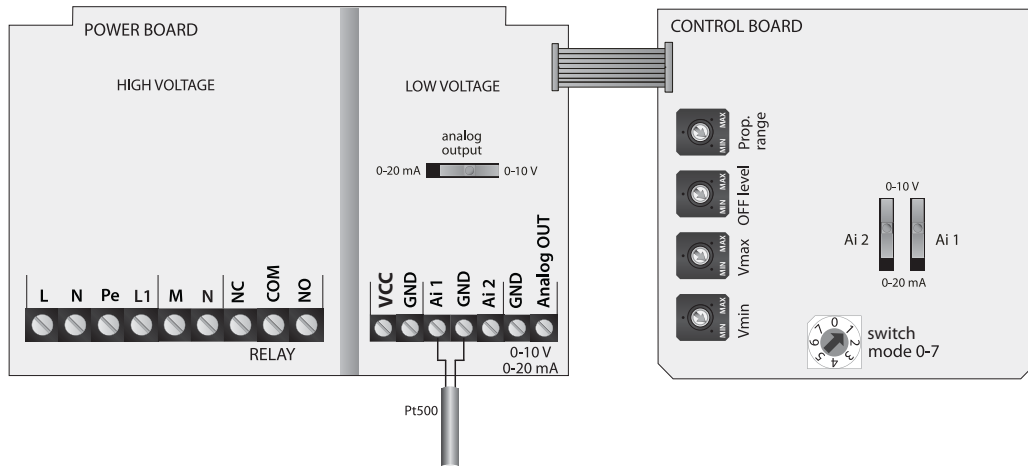 POWER BOARD
HIGH VOLTAGE
LOW VOLTAGE
analog
output
0-20 mA
0-10 V
L N Pe L1 M N NC COM NO
RELAY
VCC GND Ai 1 GND Ai 2 GND Analog OUT
0-10 V
0-20 mA
Pt500
CONTROL BOARD
MIN MAX
Prop.
range
MIN MAX
OFF level
MIN MAX
Vmax
MIN MAX
Vmin
0-10 V
Ai 2
Ai 1
0-20 mA
0 1 2 3 4 5 6 7
switch
mode 0-7